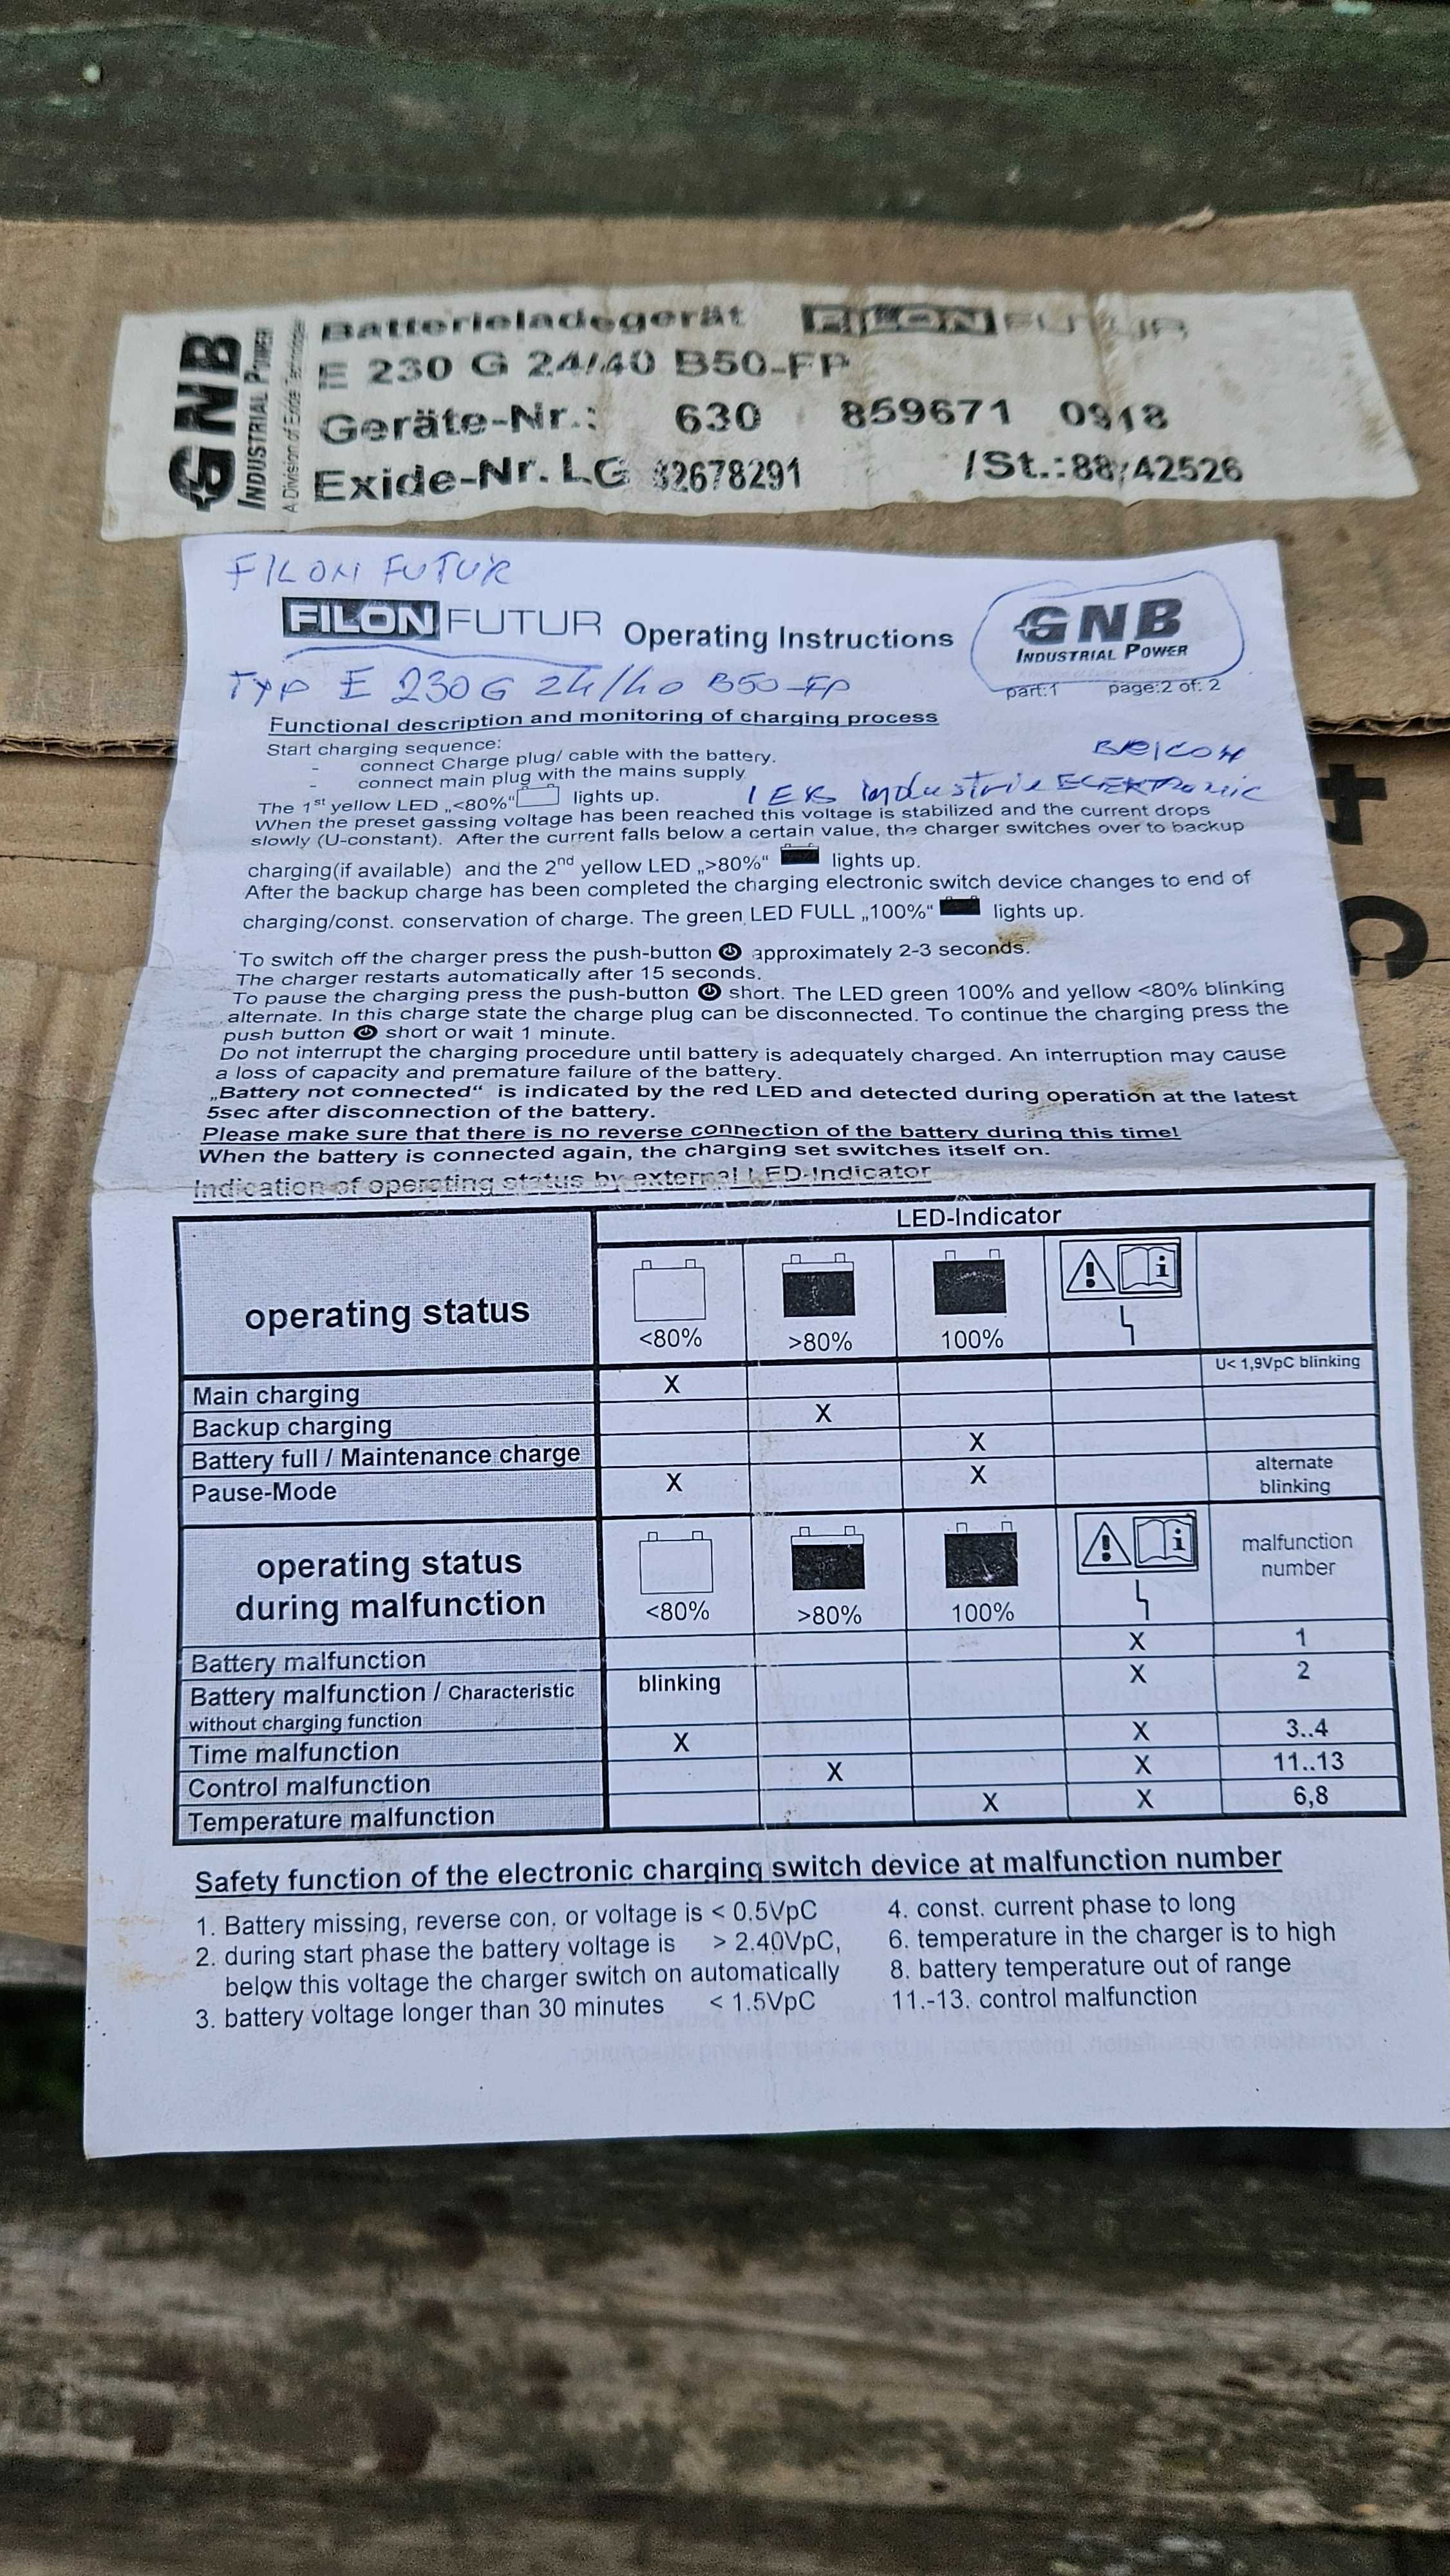 GNB
INDUSTRIAL POWER
A Division of Exide Technologies
Batterieladegerät FILON FUTUR
E 230 G 24/40 B50-FP
Geräte-Nr.: 630 859671 0918
Exide-Nr. LG 82678291 /St.:88/42526
FILON FUTUR
FILON FUTUR Operating Instructions
GNB
INDUSTRIAL POWER
Typ E 230G 24/40 B50-FP
part:1 page:2 of: 2
Functional description and monitoring of charging process
Start charging sequence:
- connect Charge plug/ cable with the battery.
- connect main plug with the mains supply
IEB Industrie ELEKTRONIC
The 1st yellow LED „<80%“ lights up.
When the preset gassing voltage has been reached this voltage is stabilized and the current drops
slowly (U-constant). After the current falls below a certain value, the charger switches over to backup
charging(if available) and the 2nd yellow LED „>80%“ lights up.
After the backup charge has been completed the charging electronic switch device changes to end of
charging/const. conservation of charge. The green LED FULL „100%“ lights up.
To switch off the charger press the push-button approximately 2-3 seconds.
The charger restarts automatically after 15 seconds.
To pause the charging press the push-button short. The LED green 100% and yellow <80% blinking
alternate. In this charge state the charge plug can be disconnected. To continue the charging press the
push button short or wait 1 minute.
Do not interrupt the charging procedure until battery is adequately charged. An interruption may cause
a loss of capacity and premature failure of the battery.
„Battery not connected“ is indicated by the red LED and detected during operation at the latest
5sec after disconnection of the battery.
Please make sure that there is no reverse connection of the battery during this time!
When the battery is connected again, the charging set switches itself on.
Indication of operating status by external LED-Indicator
LED-Indicator
operating status <80% >80% 100%
Main charging X U< 1,9VpC blinking
Backup charging X
Battery full / Maintenance charge X
Pause-Mode X X alternate
blinking
operating status
during malfunction <80% >80% 100% malfunction
number
Battery malfunction X 1
Battery malfunction / Characteristic blinking X 2
without charging function
Time malfunction X X 3..4
Control malfunction X X 11..13
Temperature malfunction X X 6,8
Safety function of the electronic charging switch device at malfunction number
1. Battery missing, reverse con. or voltage is < 0.5VpC
2. during start phase the battery voltage is > 2.40VpC,
below this voltage the charger switch on automatically
3. battery voltage longer than 30 minutes < 1.5VpC
4. const. current phase to long
6. temperature in the charger is to high
8. battery temperature out of range
11.-13. control malfunction